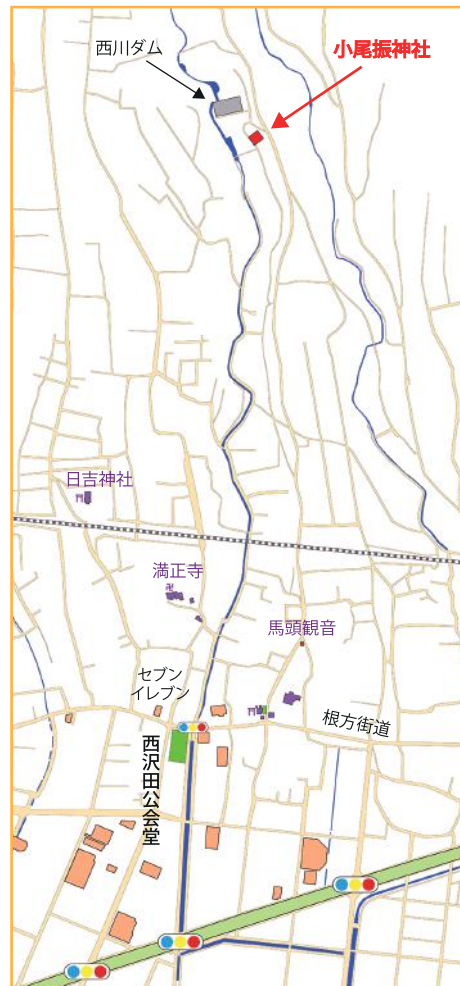 西川ダム
小尾振神社
日吉神社
満正寺
馬頭観音
セブン
イレブン
根方街道
西沢田公会堂